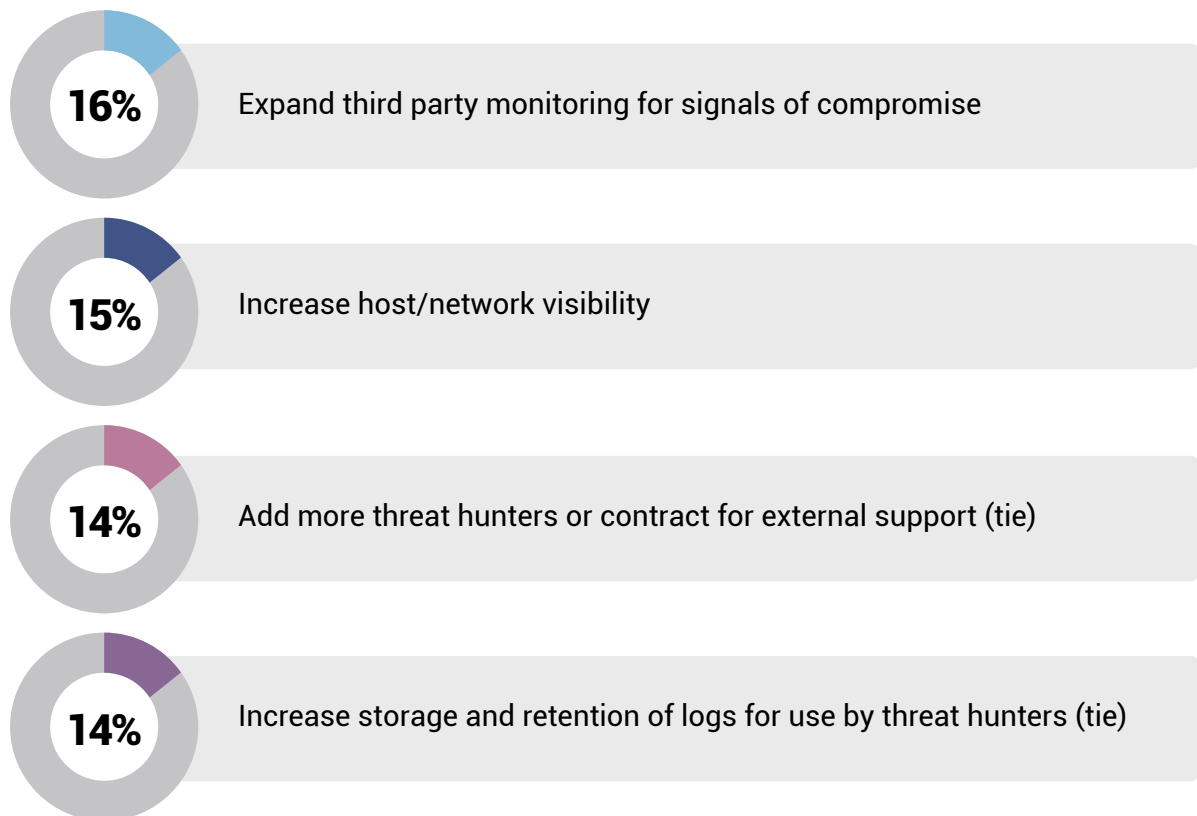 16%
Expand third party monitoring for signals of compromise
15%
Increase host/network visibility
14%
Add more threat hunters or contract for external support (tie)
14%
Increase storage and retention of logs for use by threat hunters (tie)